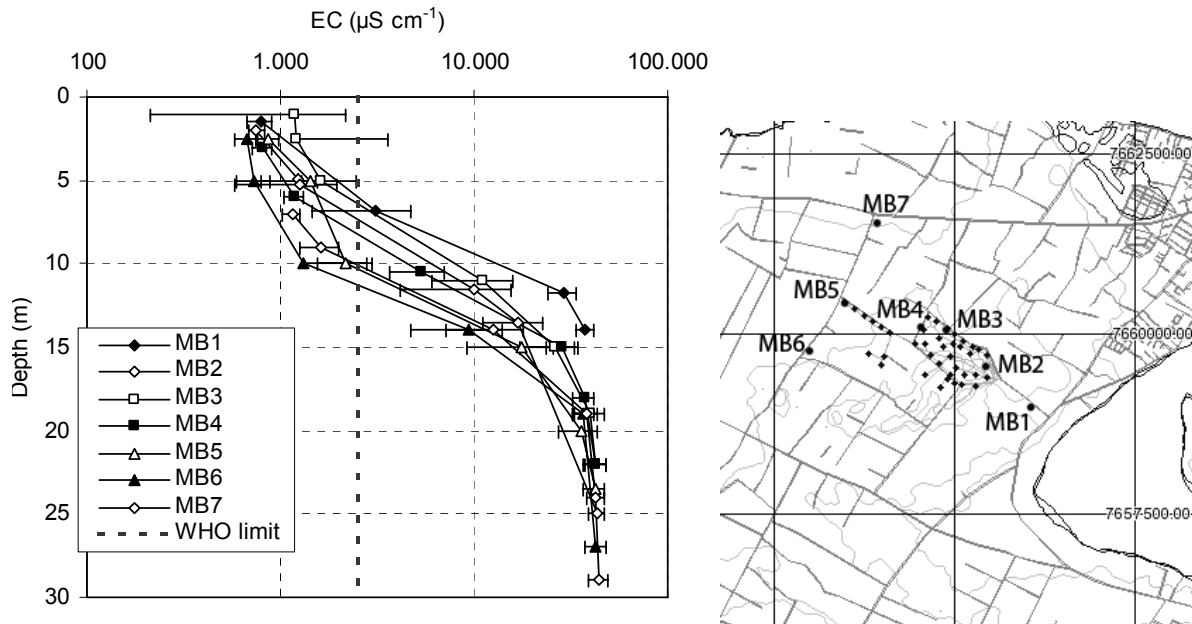 EC (µS cm-1)
100 1.000 10.000 100.000
0
5
10
15
20
25
30
Depth (m)
MB1
MB2
MB3
MB4
MB5
MB6
MB7
WHO limit
7662500.00
MB7
MB5
MB4
MB3
7660000.00
MB6
MB2
MB1
7657500.00